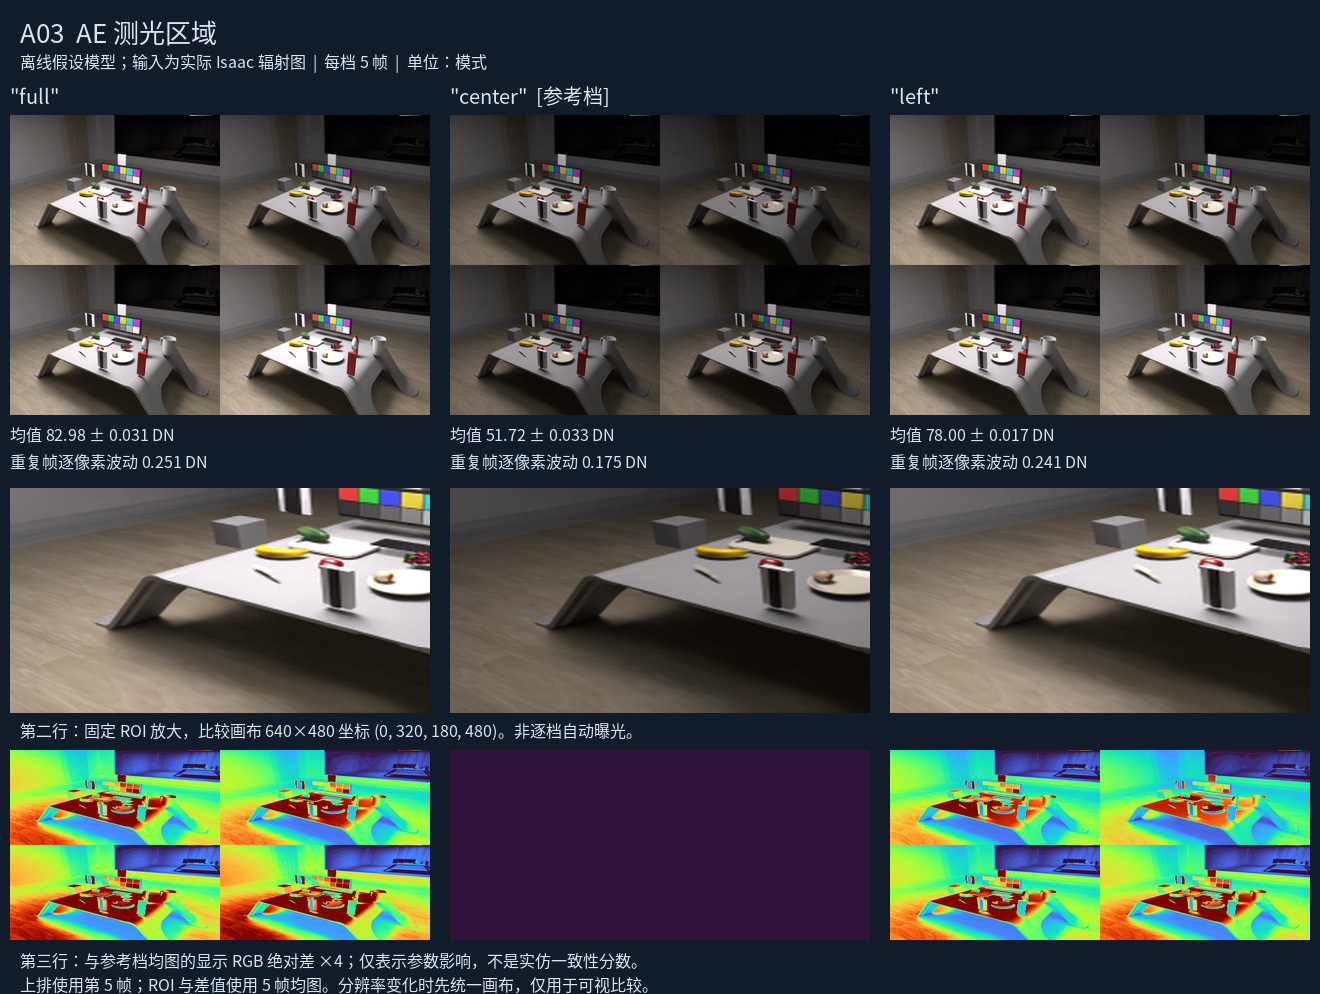 A03 AE 测光区域
离线假设模型；输入为实际 Isaac 辐射图 | 每档 5 帧 | 单位：模式
"full"
"center" [参考档]
"left"
均值 82.98 ± 0.031 DN
重复帧逐像素波动 0.251 DN
均值 51.72 ± 0.033 DN
重复帧逐像素波动 0.175 DN
均值 78.00 ± 0.017 DN
重复帧逐像素波动 0.241 DN
第二行：固定 ROI 放大，比较画布 640×480 坐标 (0, 320, 180, 480)。非逐档自动曝光。
第三行：与参考档均图的显示 RGB 绝对差 ×4；仅表示参数影响，不是实仿一致性分数。
上排使用第 5 帧；ROI 与差值使用 5 帧均图。分辨率变化时先统一画布，仅用于可视比较。